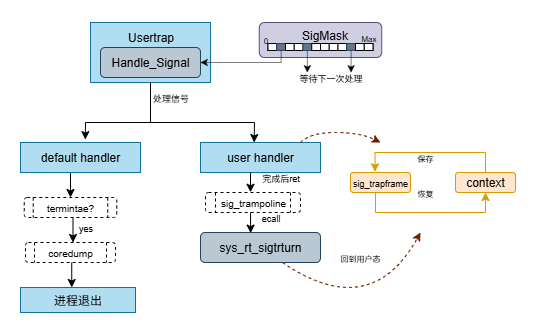 Usertrap
SigMask
0
Max
Handle_Signal
等待下一次处理
处理信号
default handler
user handler
保存
完成后ret
sig_trapframe
context
恢复
termintae?
sig_trampoline
yes
ecall
coredump
sys_rt_sigtrturn
回到用户态
进程退出